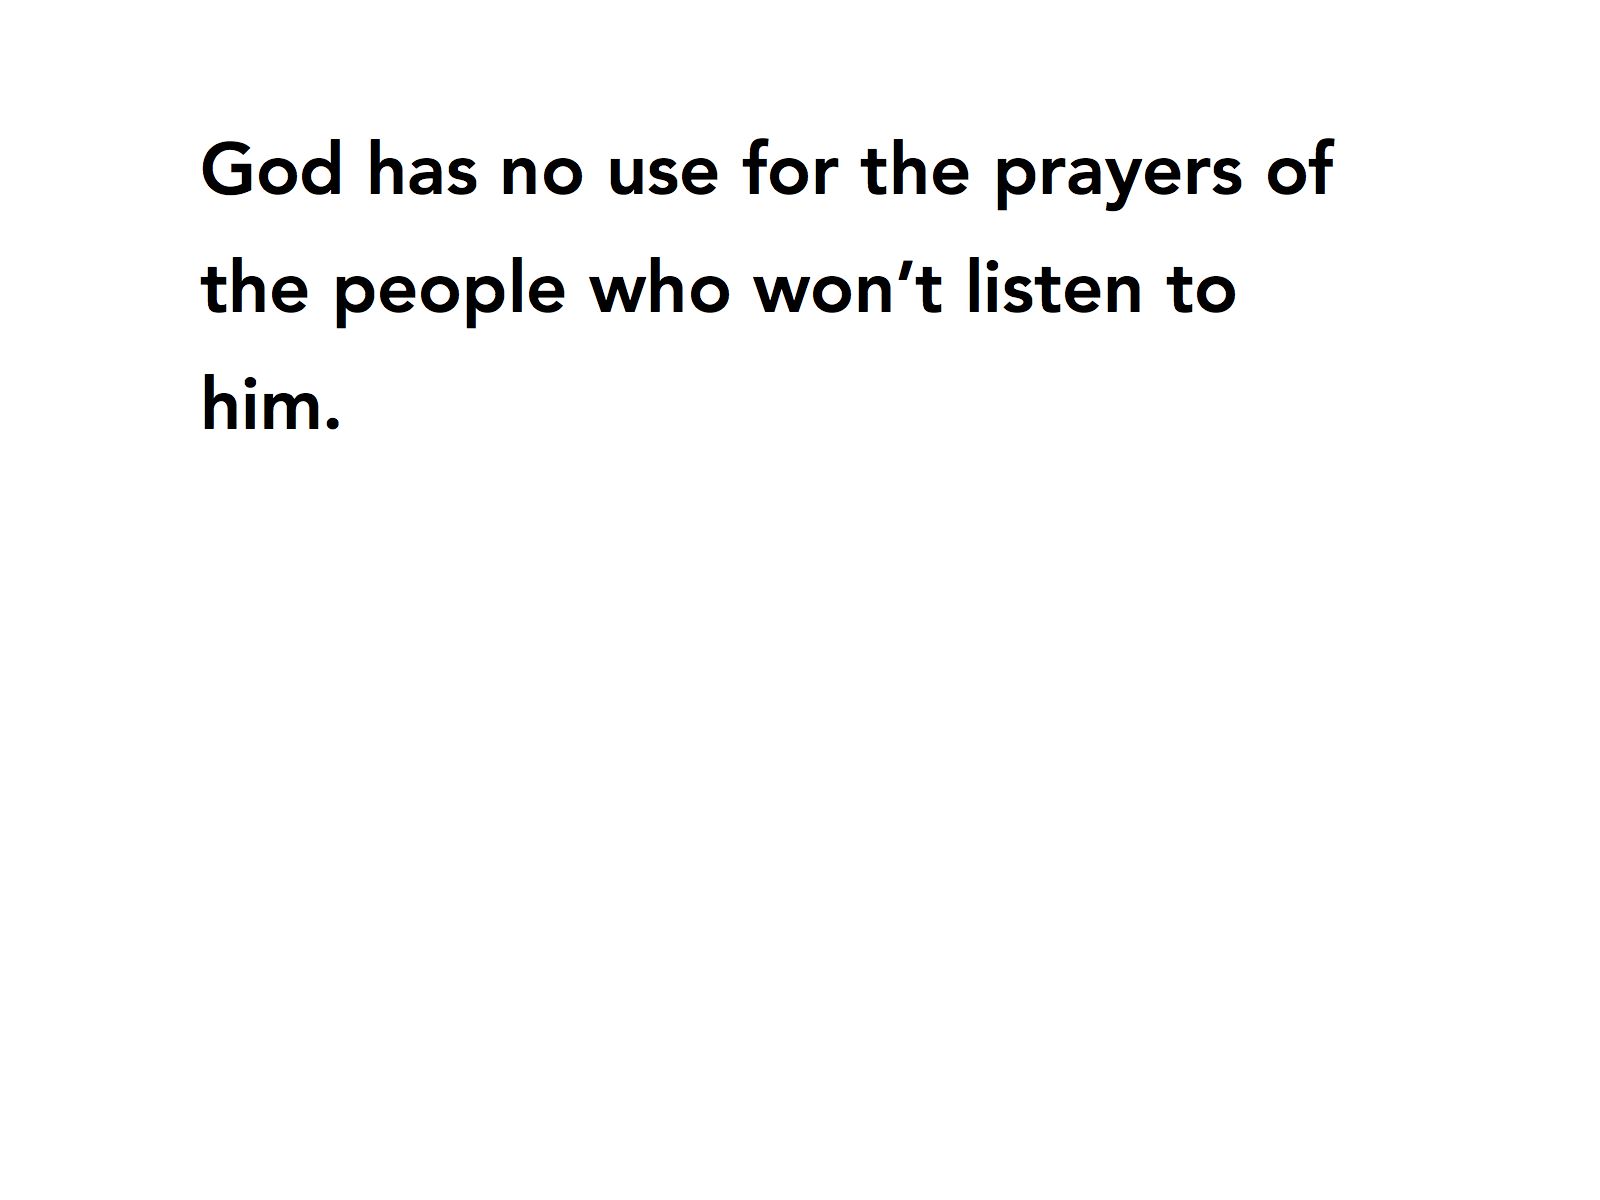 God has no use for the prayers of
the people who won’t listen to
him.